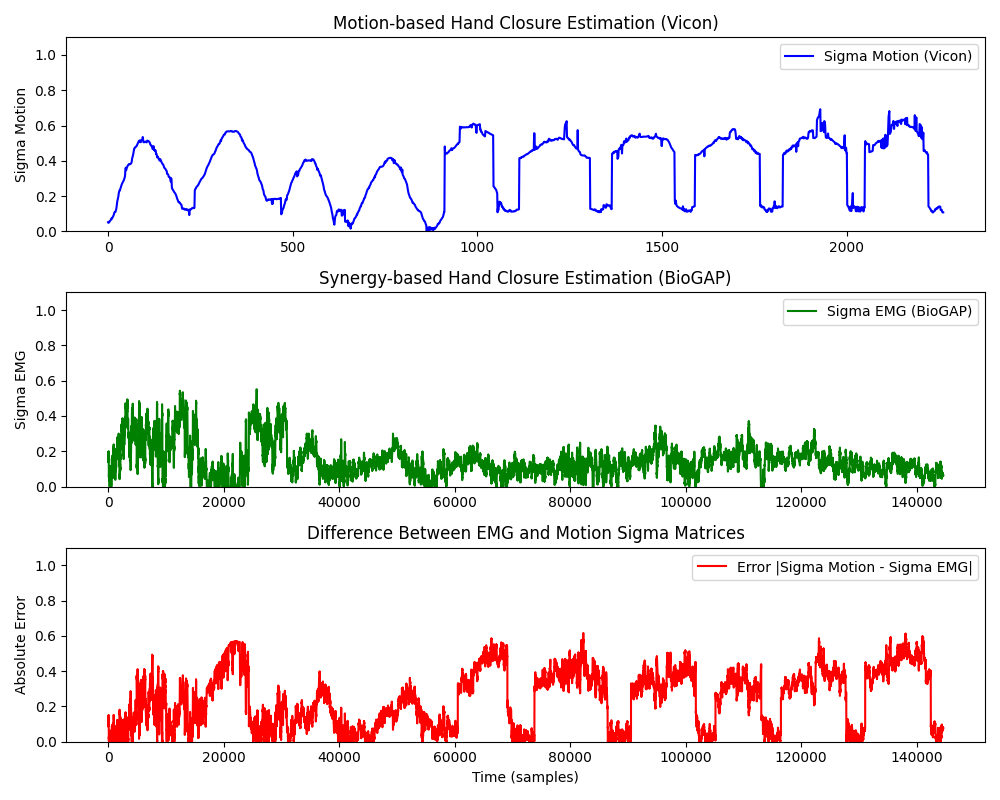 Motion-based Hand Closure Estimation (Vicon)
1.0
0.8
0.6
0.4
0.2
0.0
Sigma Motion
Sigma Motion (Vicon)
0 500 1000 1500 2000
Synergy-based Hand Closure Estimation (BioGAP)
1.0
0.8
0.6
0.4
0.2
0.0
Sigma EMG
Sigma EMG (BioGAP)
0 20000 40000 60000 80000 100000 120000 140000
Difference Between EMG and Motion Sigma Matrices
1.0
0.8
0.6
0.4
0.2
0.0
Absolute Error
Error |Sigma Motion - Sigma EMG|
0 20000 40000 60000 80000 100000 120000 140000
Time (samples)